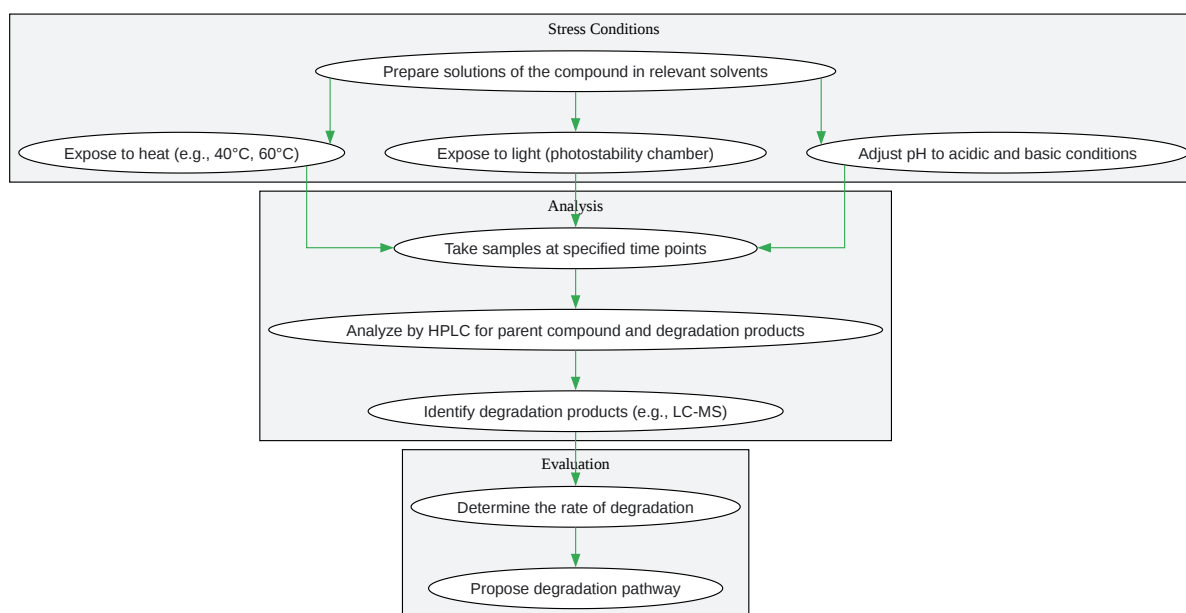 Stress Conditions
Prepare solutions of the compound in relevant solvents
Expose to heat (e.g., 40°C, 60°C)
Expose to light (photostability chamber)
Adjust pH to acidic and basic conditions
Analysis
Take samples at specified time points
Analyze by HPLC for parent compound and degradation products
Identify degradation products (e.g., LC-MS)
Evaluation
Determine the rate of degradation
Propose degradation pathway